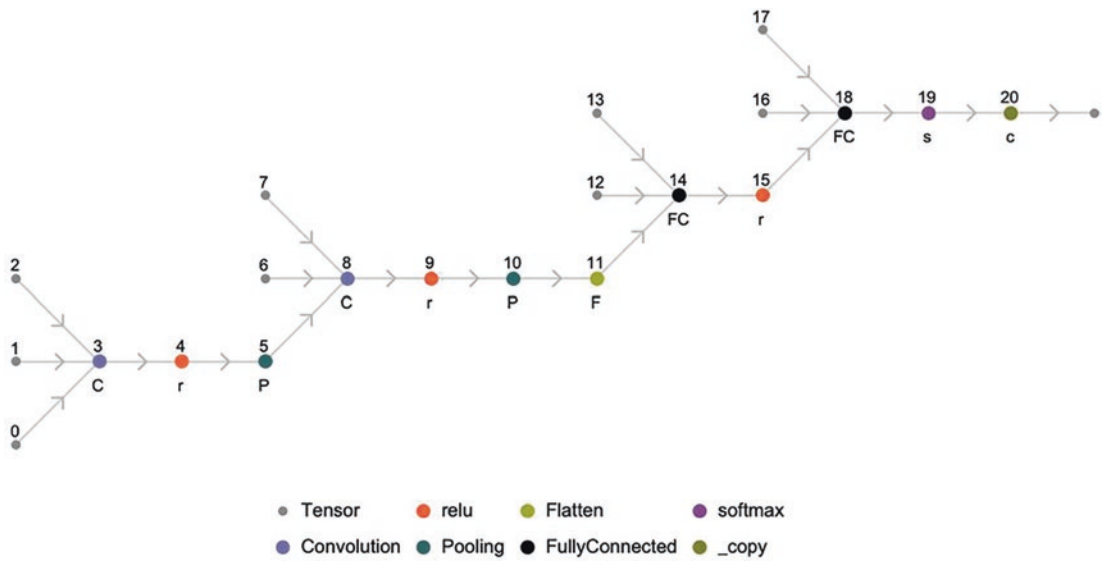 17
13
16
18
19
20
FC
s
c
7
12
14
15
FC
r
2
6
8
9
10
11
C
r
P
F
1
3
4
5
C
r
P
0
Tensor
relu
Flatten
softmax
Convolution
Pooling
FullyConnected
_copy